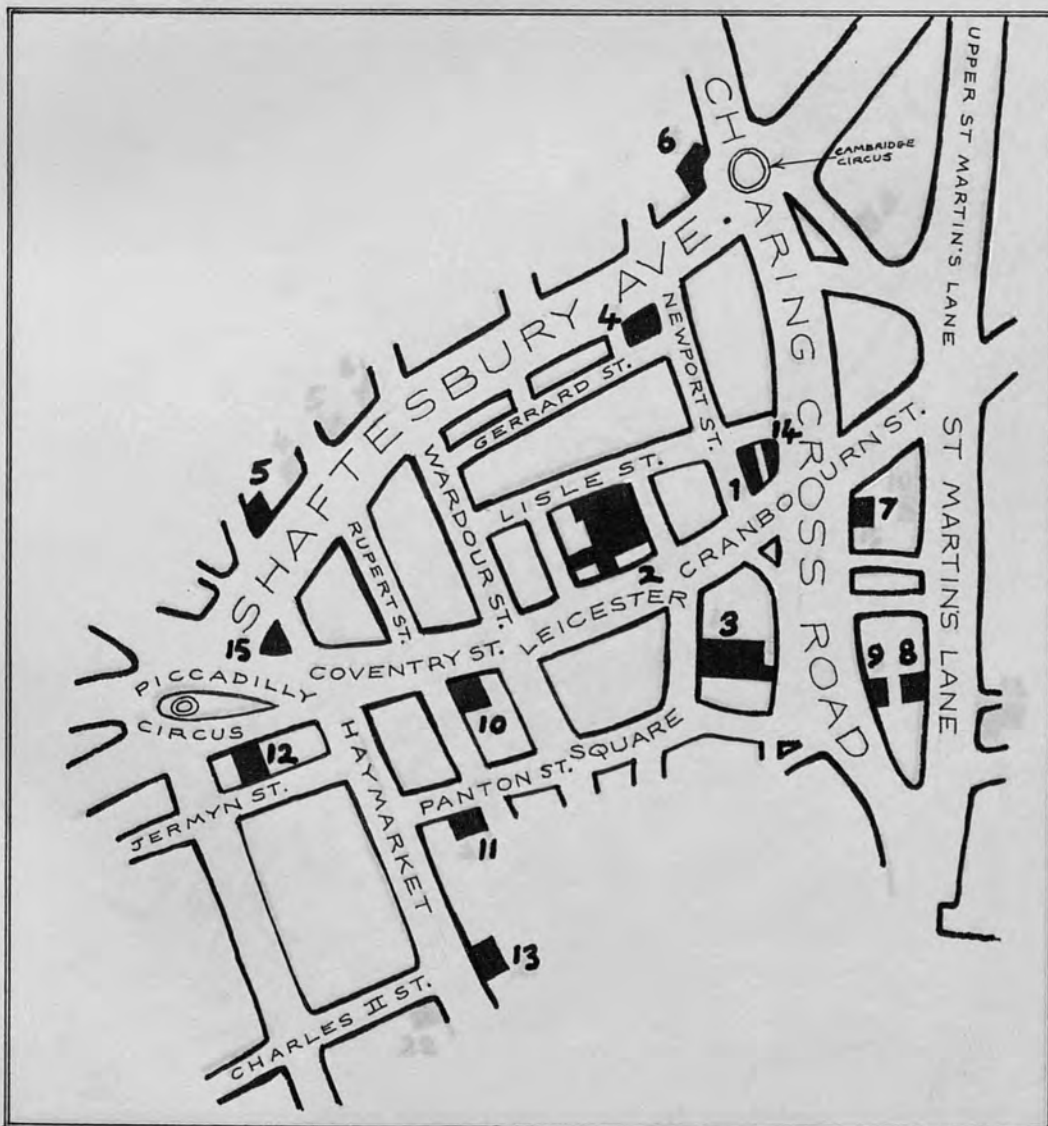 UPPER ST MARTIN'S LANE
CHARING CROSS ROAD
CAMBRIDGE
CIRCUS
6
SHAFTESBURY AVE.
4
NEWPORT ST.
GERRARD ST.
ST MARTIN'S LANE
14
WARDOUR ST.
LISLE ST.
1
CRANBOURN ST.
5
7
RUPERT ST.
2
LEICESTER
3
15
COVENTRY ST.
9 8
PICCADILLY
CIRCUS
10
SQUARE
12
HAYMARKET
PANTON ST.
JERMYN ST.
11
13
CHARLES II ST.
22